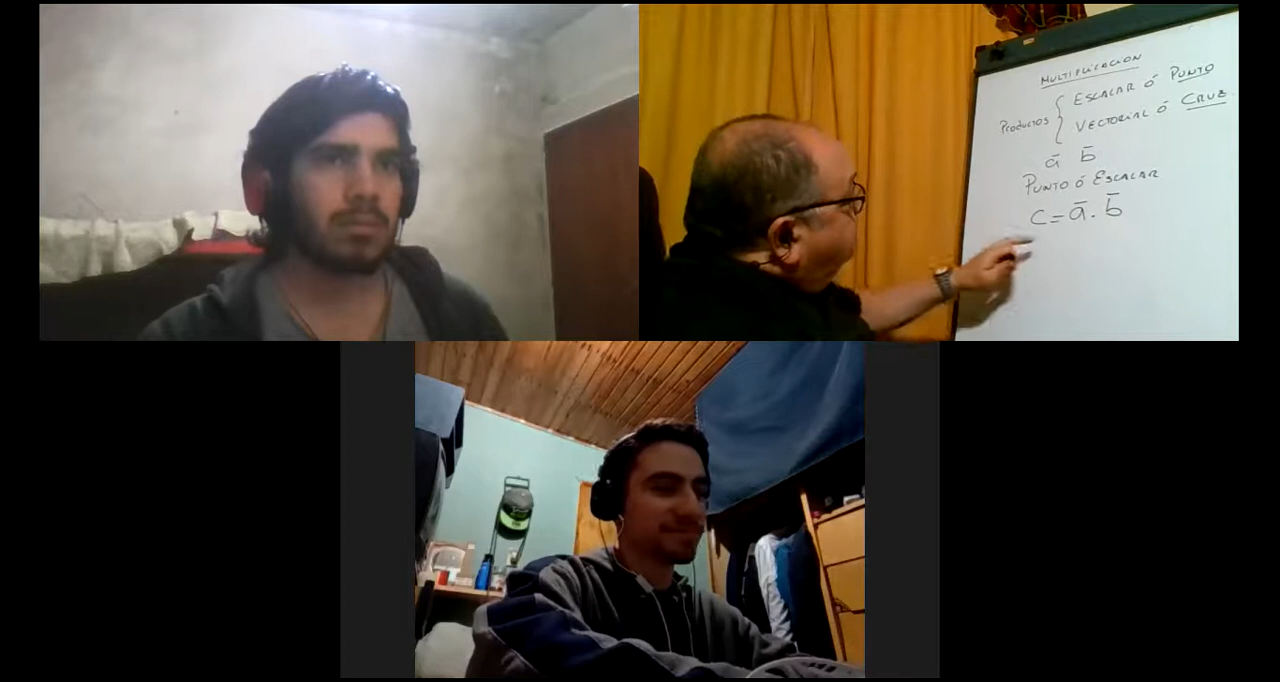 MULTIPLICACION
PRODUCTOS { ESCALAR Ó PUNTO
VECTORIAL Ó CRUZ
ā b̄
PUNTO Ó ESCALAR
C = ā . b̄